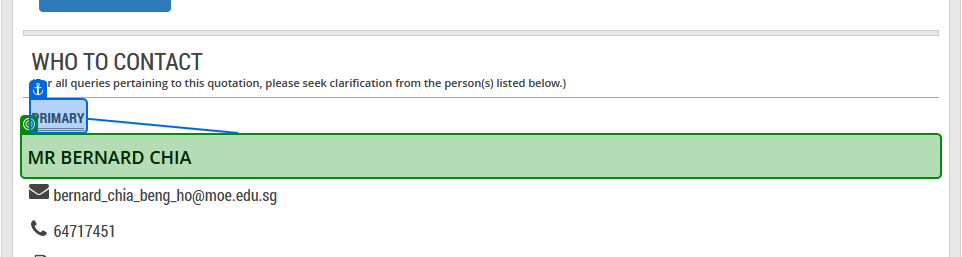 WHO TO CONTACT
(For all queries pertaining to this quotation, please seek clarification from the person(s) listed below.)
PRIMARY
MR BERNARD CHIA
bernard_chia_beng_ho@moe.edu.sg
64717451